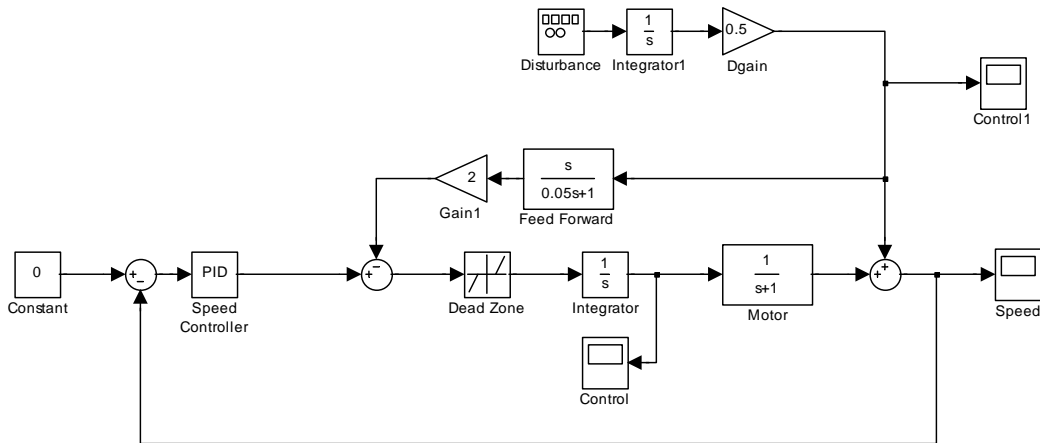 1
s
0.5
Disturbance
Integrator1
Dgain
Control1
2
s
0.05s+1
Gain1
Feed Forward
0
PID
1
s
1
s+1
Constant
Speed
Controller
Dead Zone
Integrator
Motor
Speed
Control